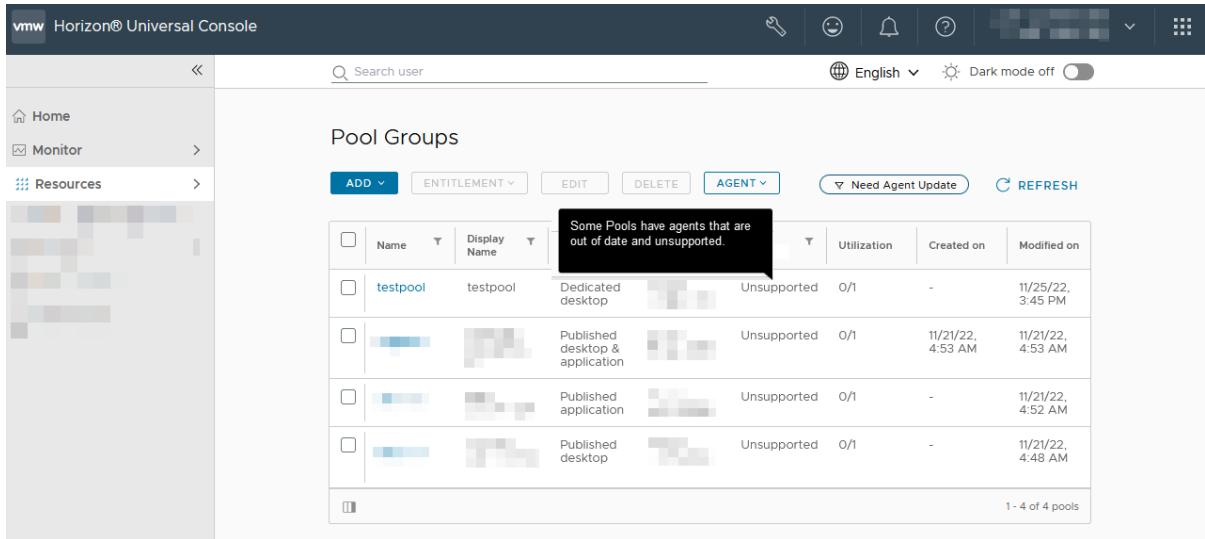 vmw Horizon® Universal Console
Search user
English
Dark mode off
Home
Monitor
Resources
Pool Groups
ADD
ENTITLEMENT
EDIT
DELETE
AGENT
Need Agent Update
REFRESH
Some Pools have agents that are
out of date and unsupported.
Name
Display
Name
Utilization
Created on
Modified on
testpool
testpool
Dedicated
desktop
Unsupported
0/1
-
11/25/22,
3:45 PM
Published
desktop &
application
Unsupported
0/1
11/21/22,
4:53 AM
11/21/22,
4:53 AM
Published
application
Unsupported
0/1
-
11/21/22,
4:52 AM
Published
desktop
Unsupported
0/1
-
11/21/22,
4:48 AM
1 - 4 of 4 pools